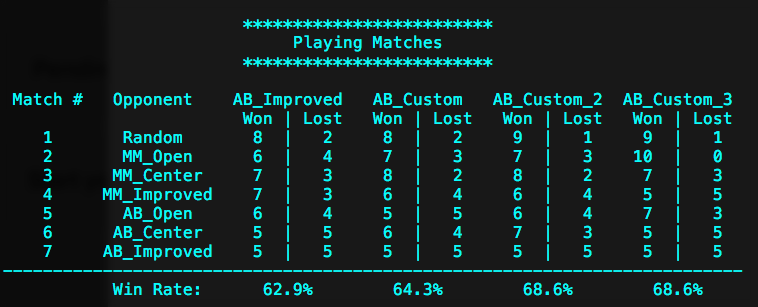 *************************
Playing Matches
*************************
Match # Opponent AB_Improved AB_Custom AB_Custom_2 AB_Custom_3
Won | Lost Won | Lost Won | Lost Won | Lost
1 Random 8 | 2 8 | 2 9 | 1 9 | 1
2 MM_Open 6 | 4 7 | 3 7 | 3 10 | 0
3 MM_Center 7 | 3 8 | 2 8 | 2 7 | 3
4 MM_Improved 7 | 3 6 | 4 6 | 4 5 | 5
5 AB_Open 6 | 4 5 | 5 6 | 4 7 | 3
6 AB_Center 5 | 5 6 | 4 7 | 3 5 | 5
7 AB_Improved 5 | 5 5 | 5 5 | 5 5 | 5
--------------------------------------------------------------------------
Win Rate: 62.9% 64.3% 68.6% 68.6%